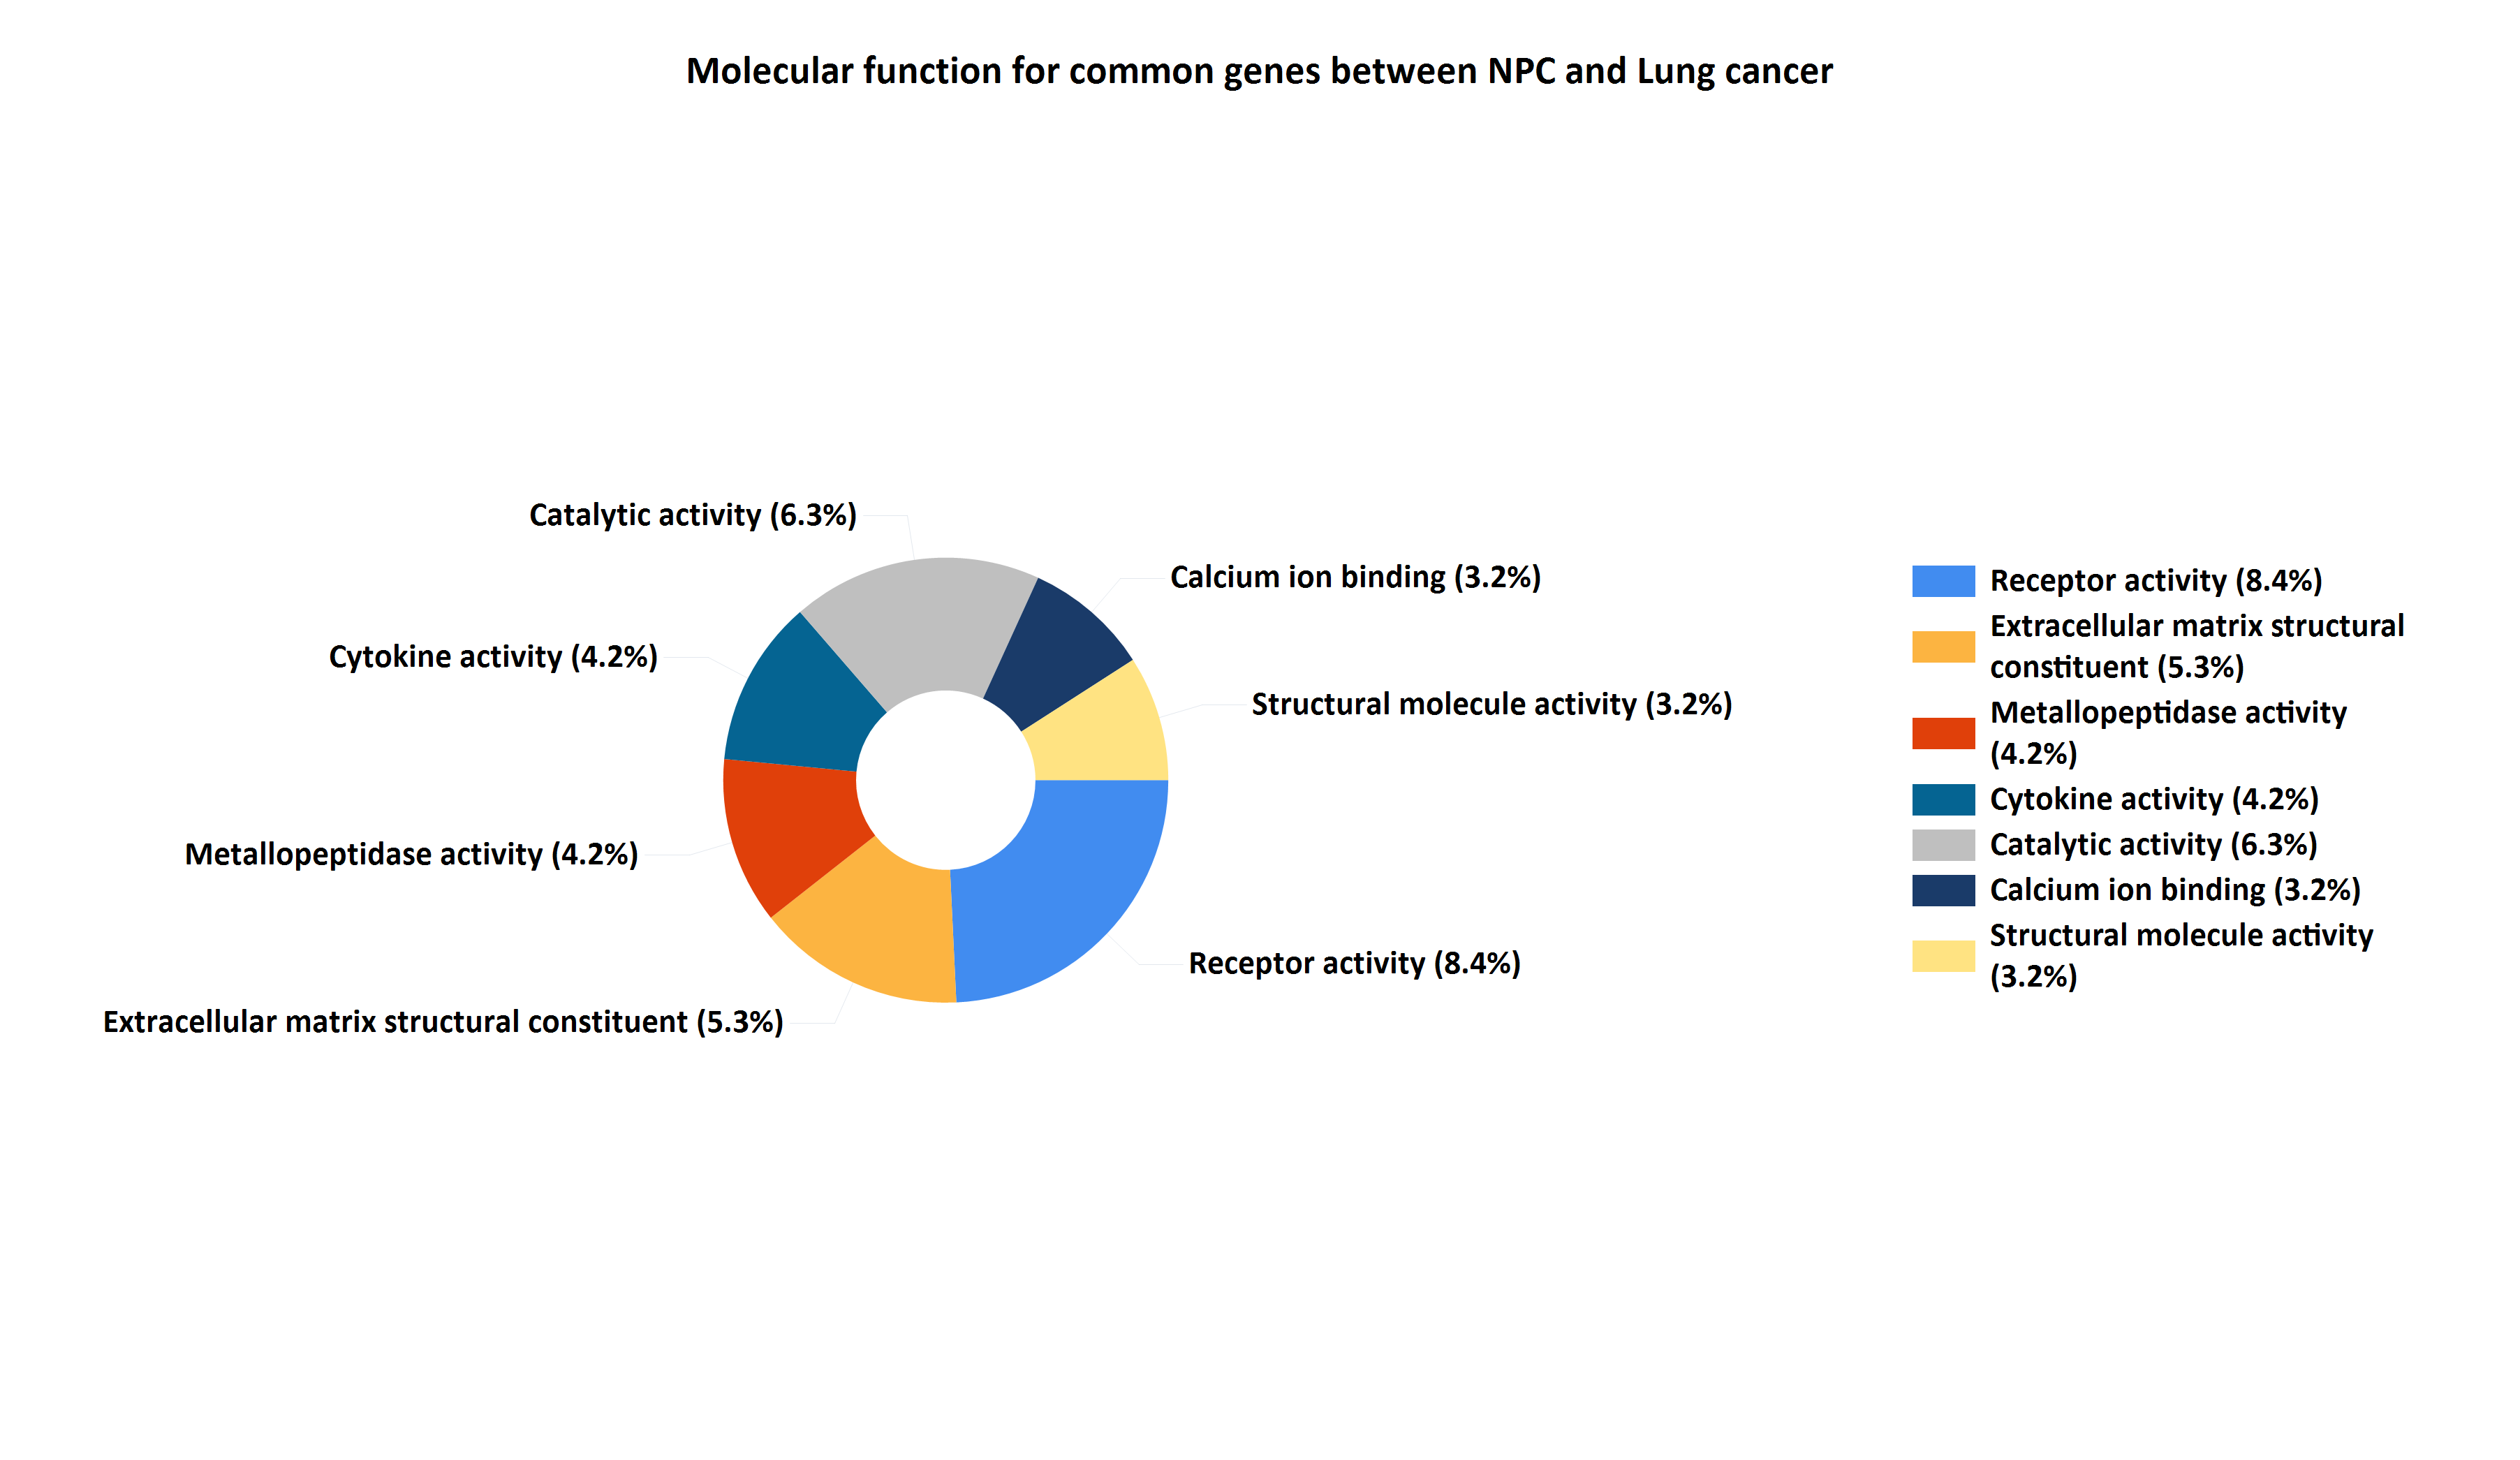 Molecular function for common genes between NPC and Lung cancer
Catalytic activity (6.3%)
Calcium ion binding (3.2%)
Cytokine activity (4.2%)
Structural molecule activity (3.2%)
Metallopeptidase activity (4.2%)
Receptor activity (8.4%)
Extracellular matrix structural constituent (5.3%)
Receptor activity (8.4%)
Extracellular matrix structural
constituent (5.3%)
Metallopeptidase activity
(4.2%)
Cytokine activity (4.2%)
Catalytic activity (6.3%)
Calcium ion binding (3.2%)
Structural molecule activity
(3.2%)